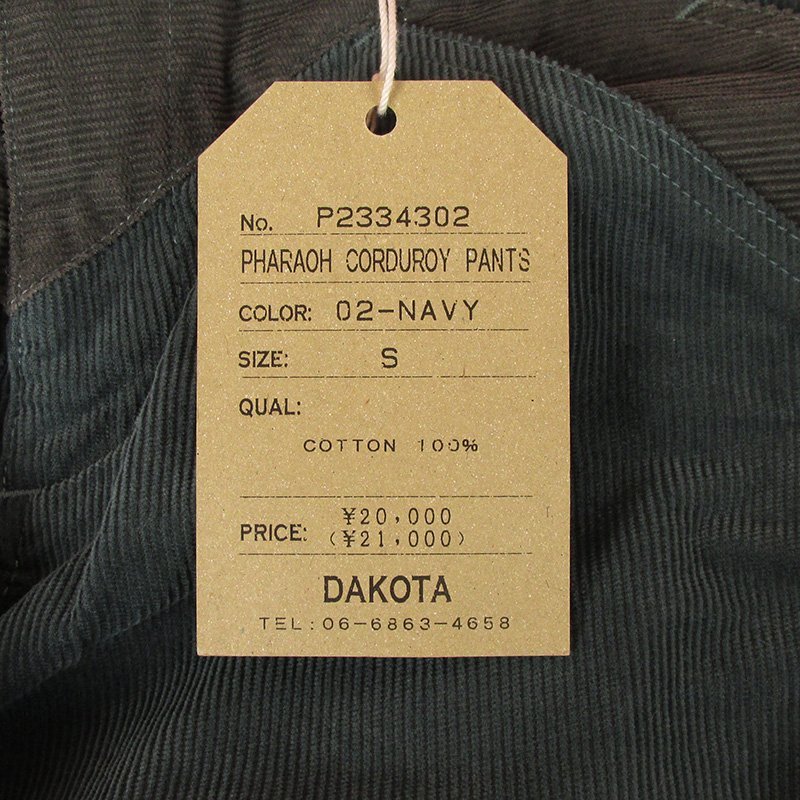 No. P2334302
PHARAOH CORDUROY PANTS
COLOR: 02-NAVY
SIZE: S
QUAL:
COTTON 100%
PRICE: ¥20,000
(¥21,000)
DAKOTA
TEL:06-6863-4658